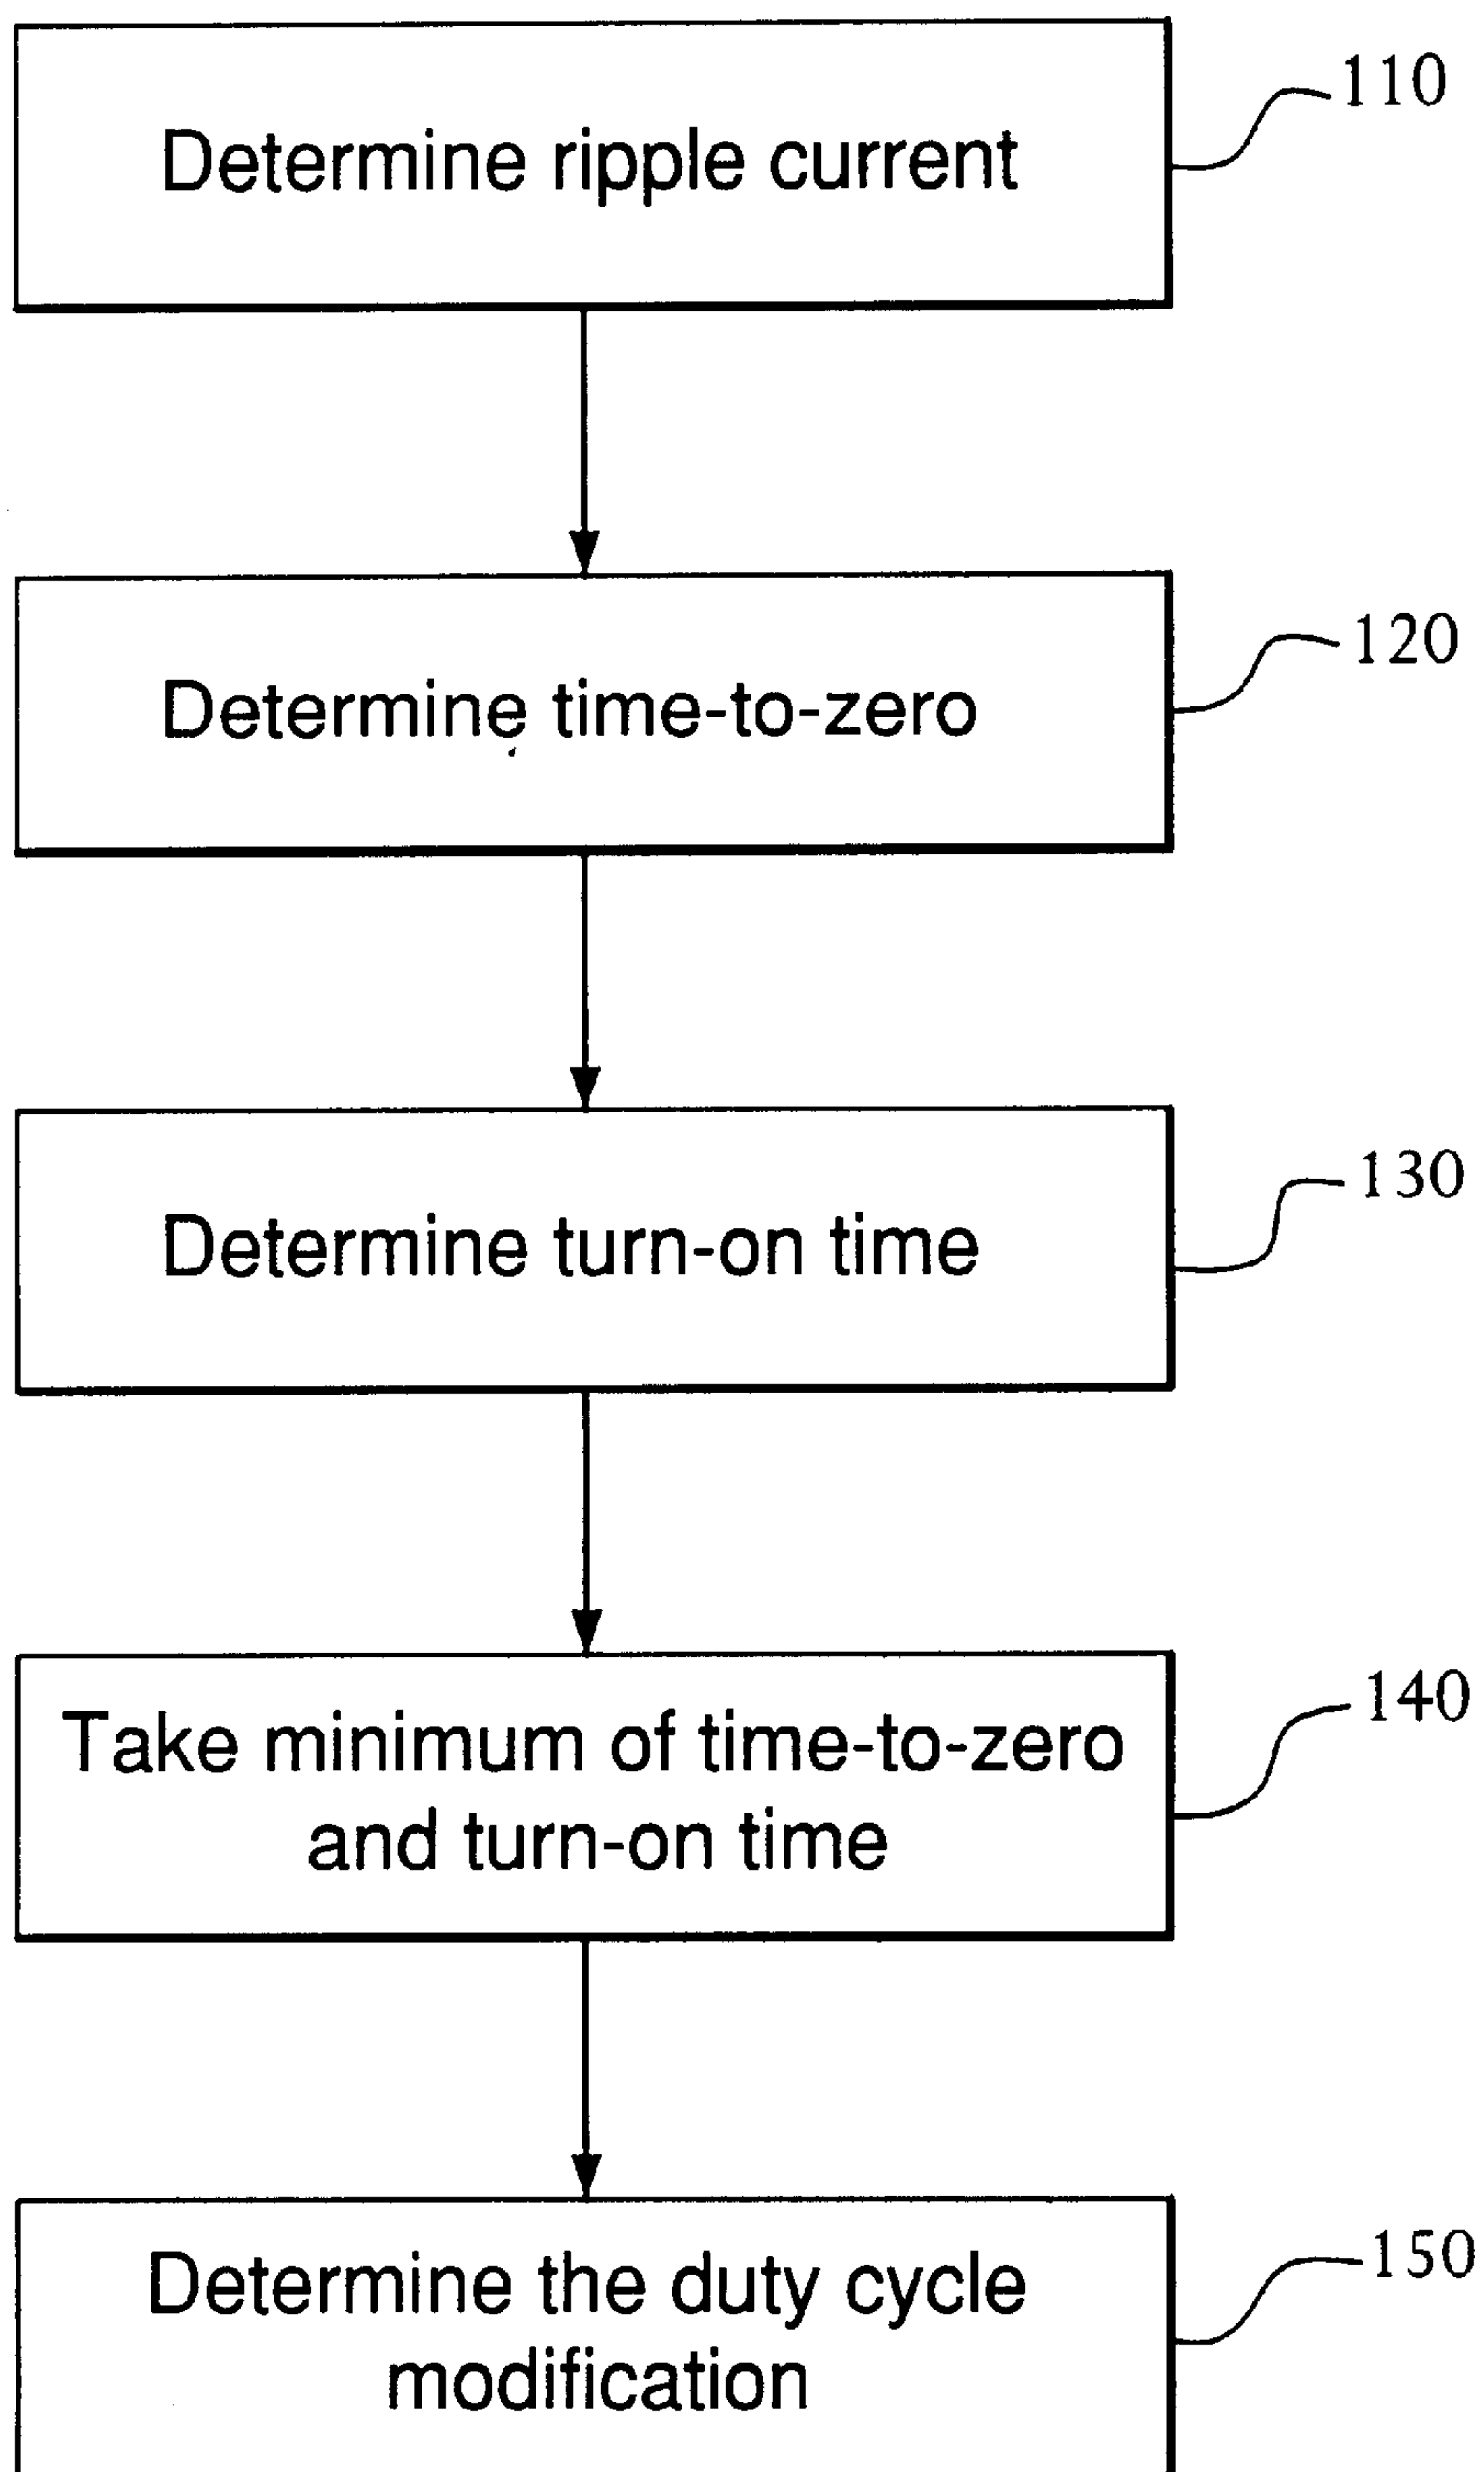 Determine ripple current
110
Determine time-to-zero
120
Determine turn-on time
130
Take minimum of time-to-zero
and turn-on time
140
Determine the duty cycle
modification
150